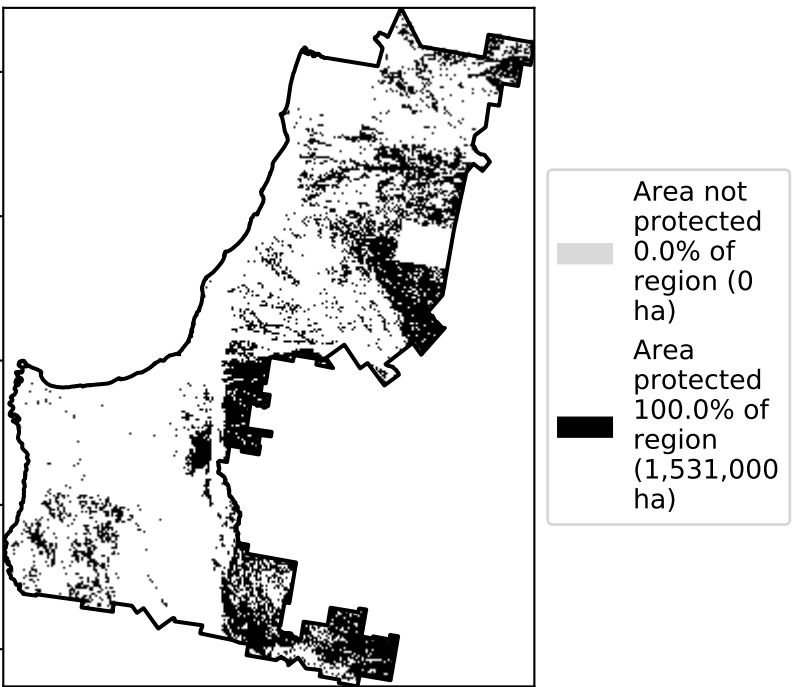 Area not
protected
0.0% of
region (0
ha)
Area
protected
100.0% of
region
(1,531,000
ha)